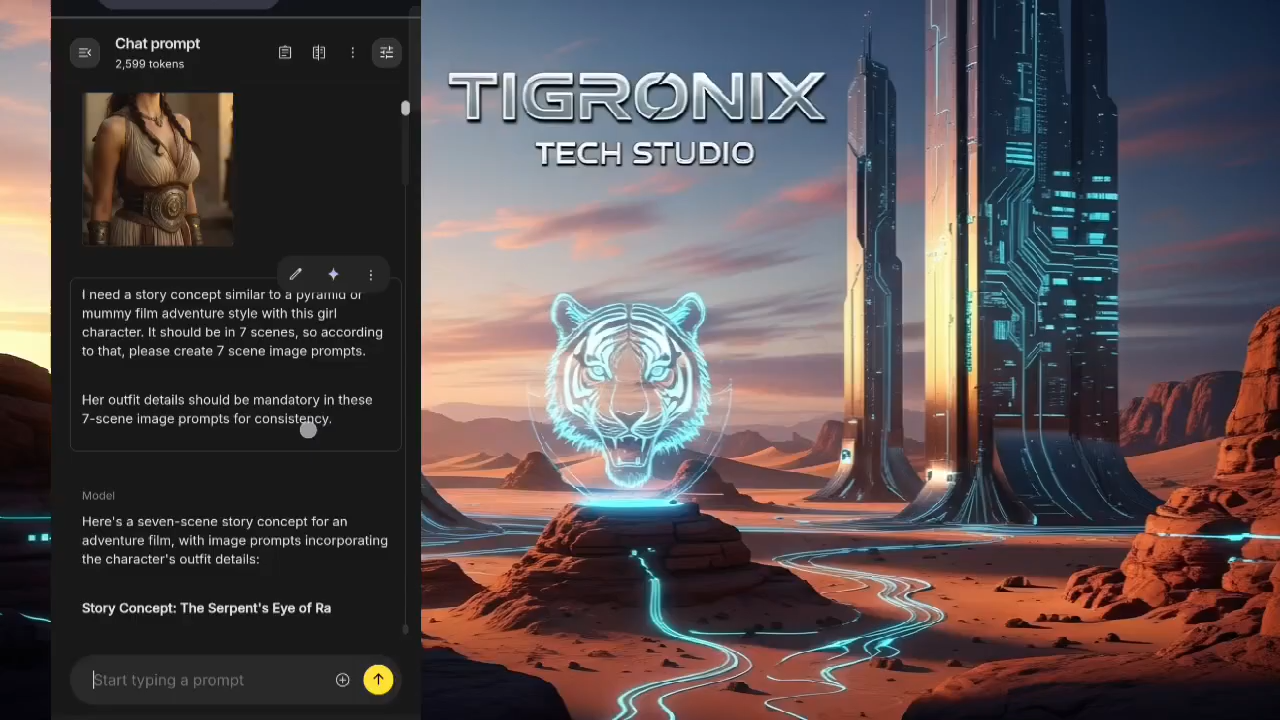 Chat prompt
2,599 tokens
I need a story concept similar to a pyramid or
mummy film adventure style with this girl
character. It should be in 7 scenes, so according
to that, please create 7 scene image prompts.
Her outfit details should be mandatory in these
7-scene image prompts for consistency.
Model
Here's a seven-scene story concept for an
adventure film, with image prompts incorporating
the character's outfit details:
Story Concept: The Serpent's Eye of Ra
Start typing a prompt
TIGRONIX
TECH STUDIO